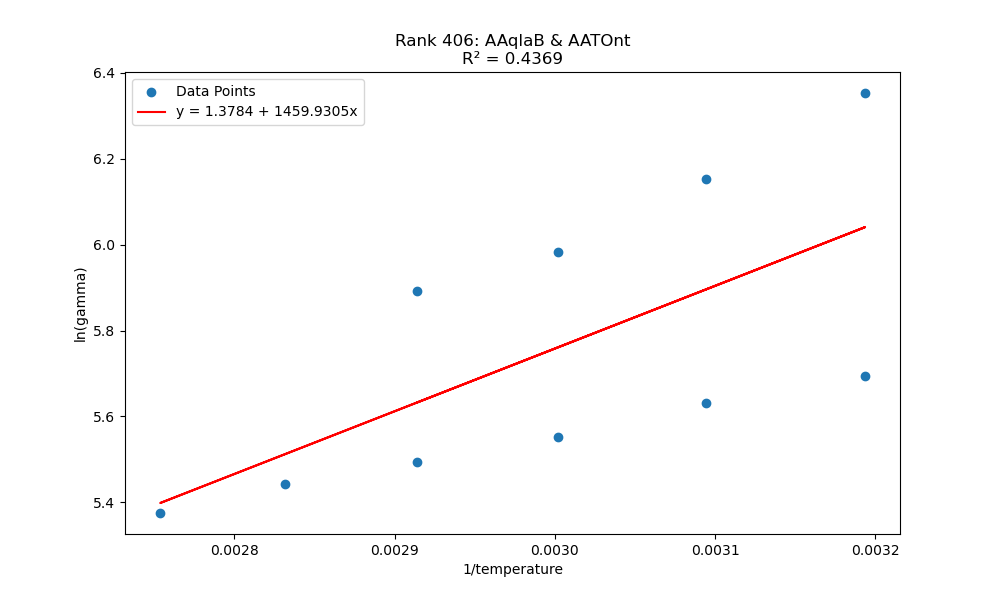 Rank 406: AAqlaB & AATOnt
R² = 0.4369
Data Points
y = 1.3784 + 1459.9305x
6.4
6.2
6.0
5.8
5.6
5.4
ln(gamma)
0.0028 0.0029 0.0030 0.0031 0.0032
1/temperature